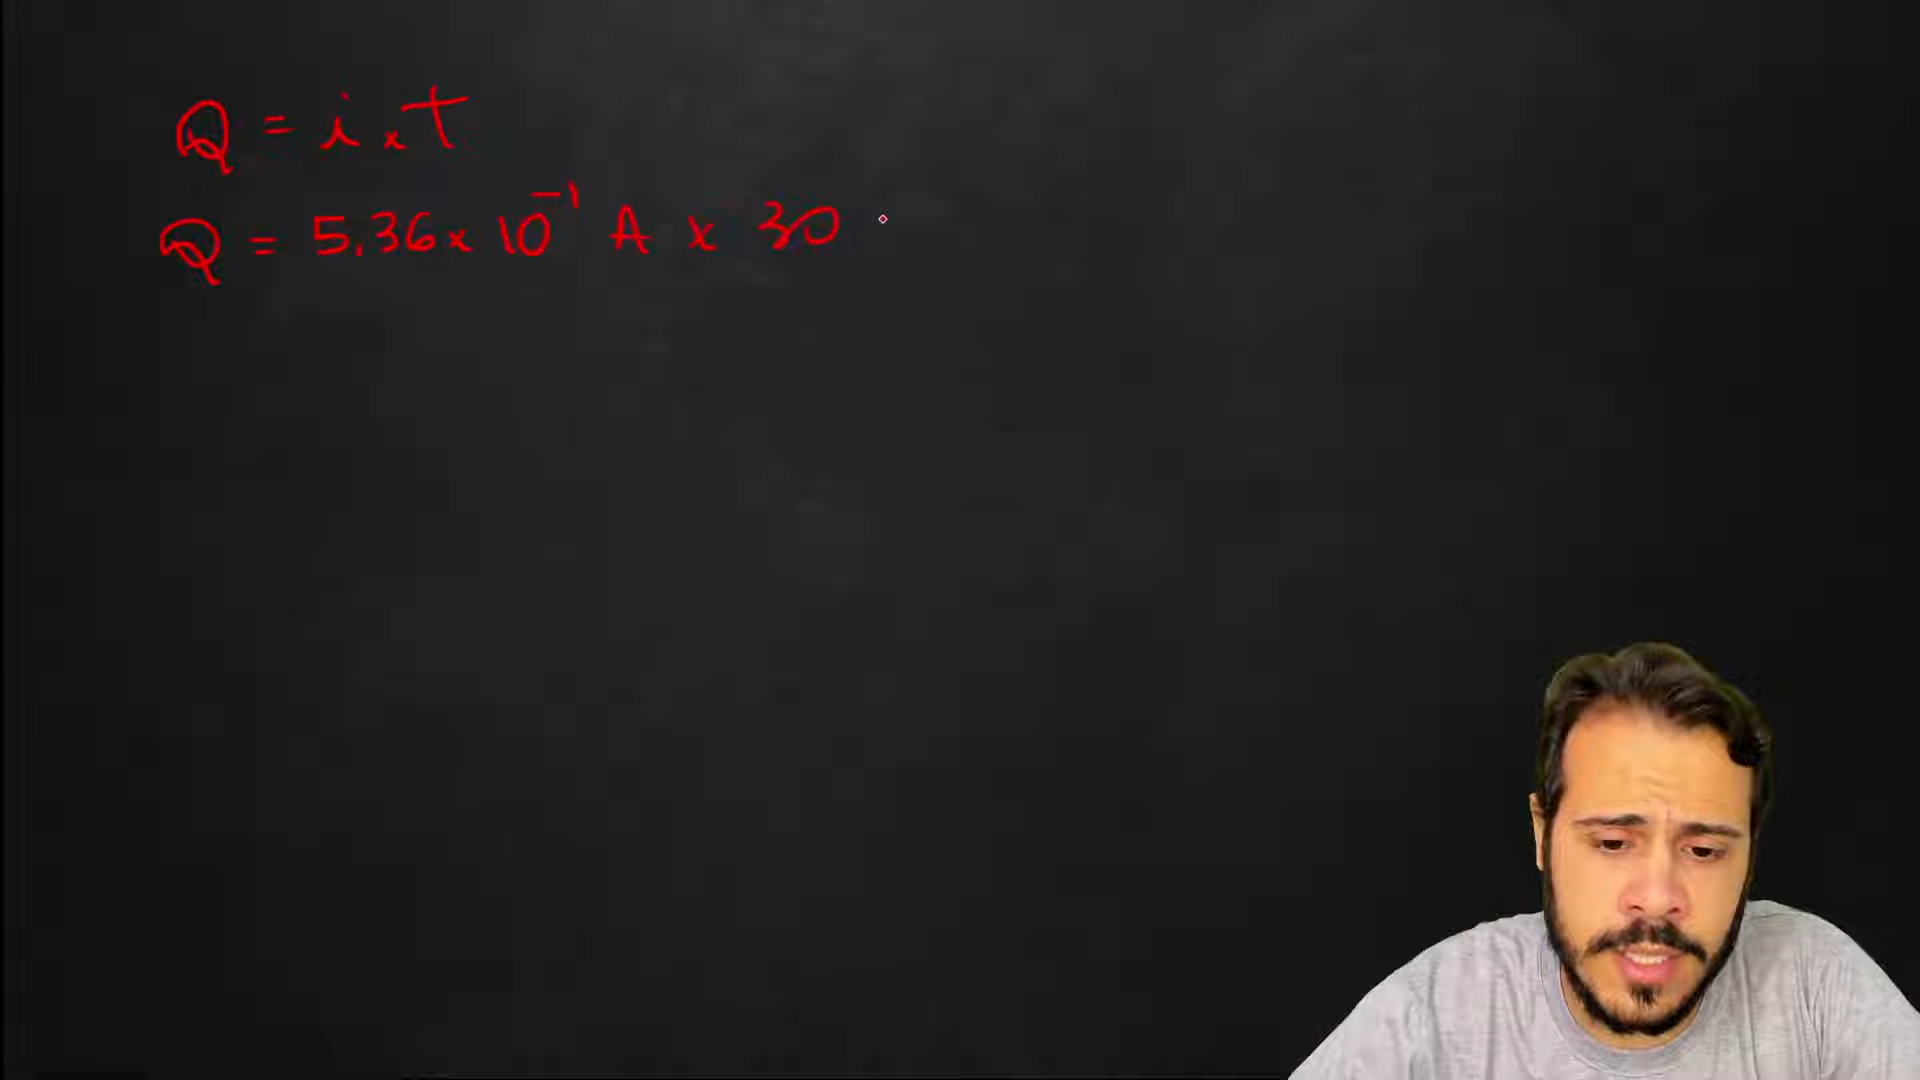 Q = i x t
Q = 5,36 x 10⁻¹ A x 30